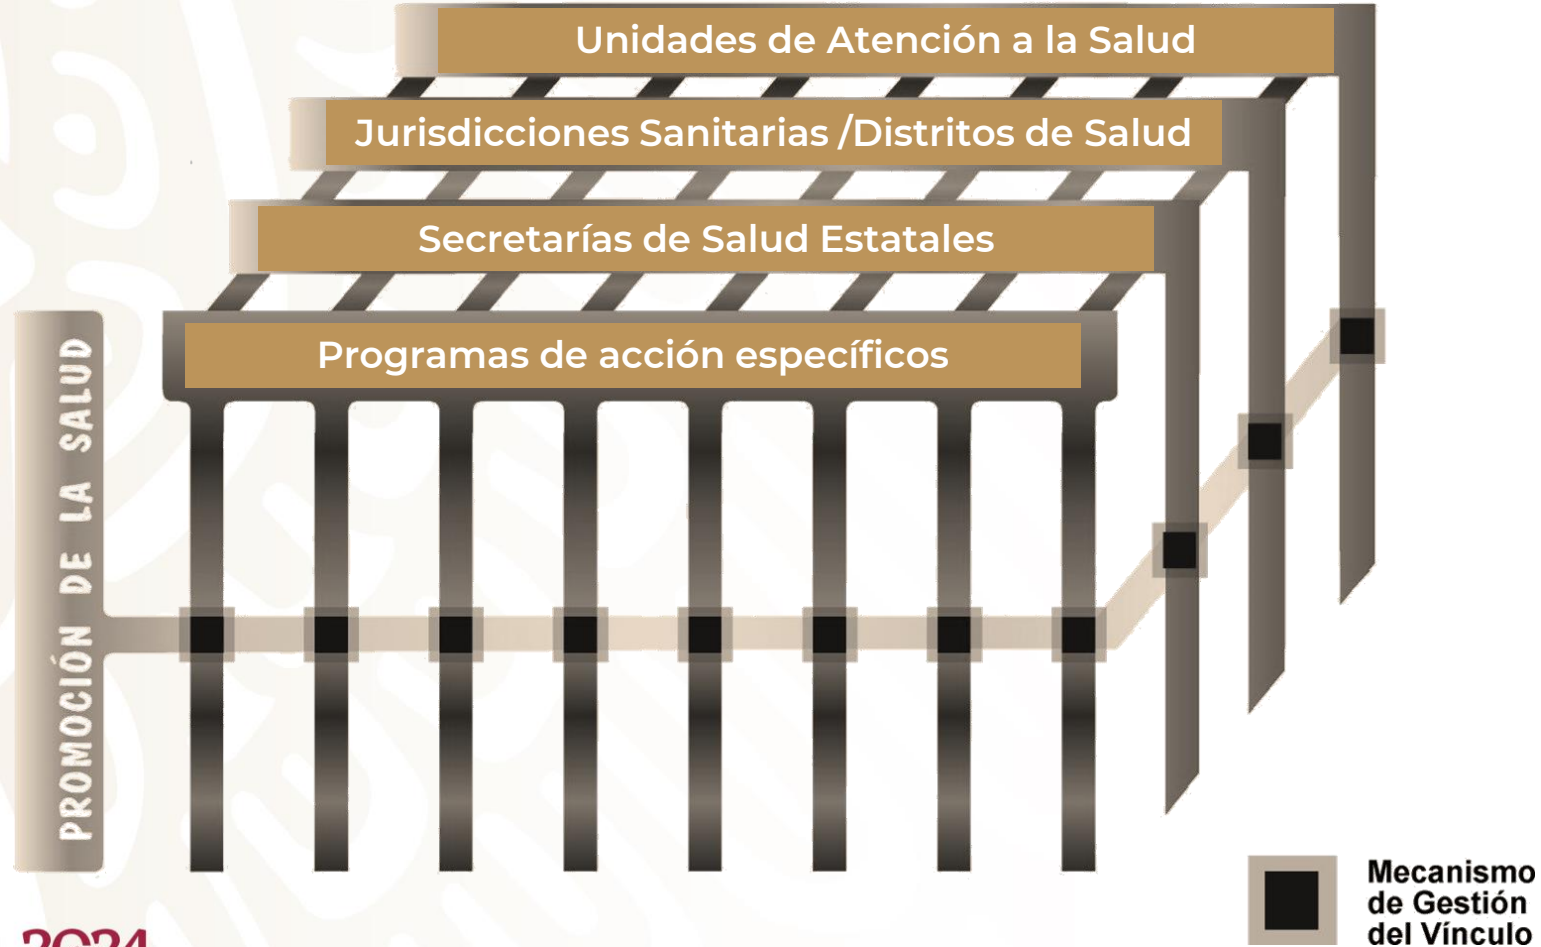 Unidades de Atención a la Salud
Jurisdicciones Sanitarias /Distritos de Salud
Secretarías de Salud Estatales
Programas de acción específicos
PROMOCIÓN DE LA SALUD
Mecanismo
de Gestión
del Vínculo
2024